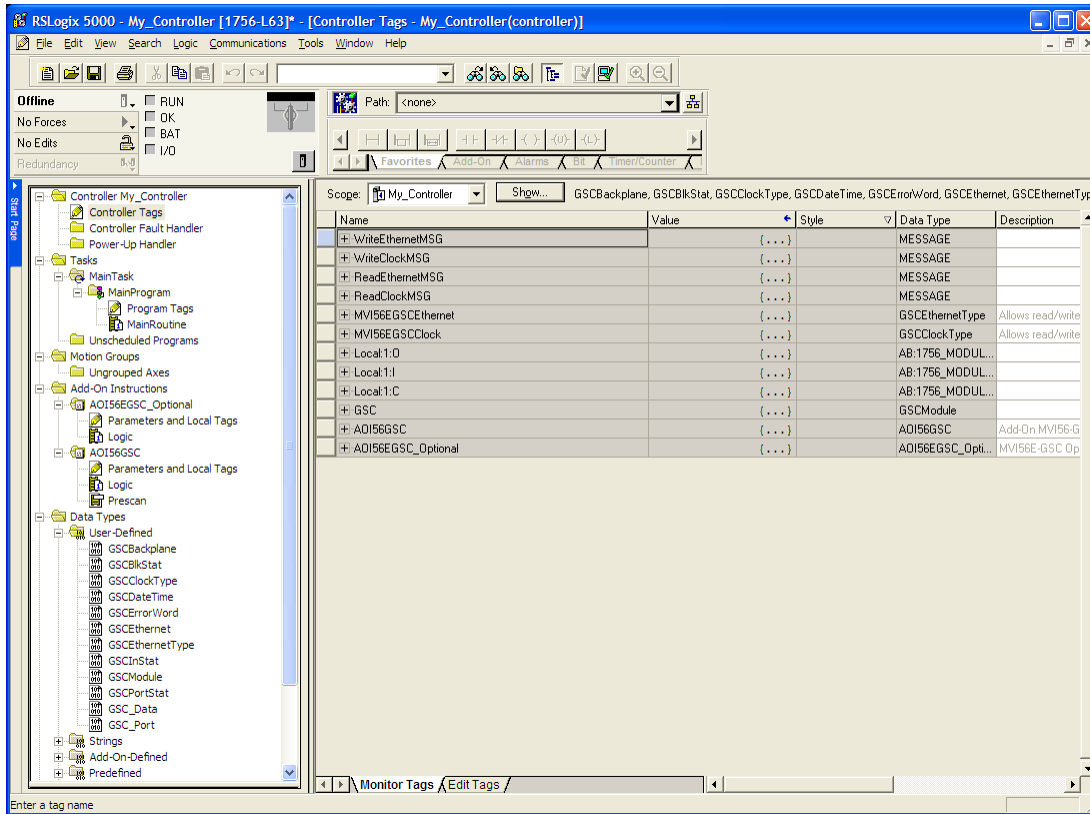 RSLogix 5000 - My_Controller [1756-L63]* - [Controller Tags - My_Controller(controller)]
File Edit View Search Logic Communications Tools Window Help
Offline RUN
No Forces OK
No Edits BAT
Redundancy I/O
Path: <none>
Favorites Add-On Alarms Bit Timer/Counter
Start Page
Controller My_Controller
Controller Tags
Controller Fault Handler
Power-Up Handler
Tasks
MainTask
MainProgram
Program Tags
MainRoutine
Unscheduled Programs
Motion Groups
Ungrouped Axes
Add-On Instructions
AOI56EGSC_Optional
Parameters and Local Tags
Logic
AOI56GSC
Parameters and Local Tags
Logic
Prescan
Data Types
User-Defined
GSCBackplane
GSCBlkStat
GSCClockType
GSCDateTime
GSCErrorWord
GSCEthernet
GSCEthernetType
GSCInStat
GSCModule
GSCPortStat
GSC_Data
GSC_Port
Strings
Add-On-Defined
Predefined
Scope: My_Controller Show... GSCBackplane, GSCBlkStat, GSCClockType, GSCDateTime, GSCErrorWord, GSCEthernet, GSCEthernetTyp
Name Value Style Data Type Description
WriteEthernetMSG {...} MESSAGE
WriteClockMSG {...} MESSAGE
ReadEthernetMSG {...} MESSAGE
ReadClockMSG {...} MESSAGE
MVI56EGSCEthernet {...} GSCEthernetType Allows read/write
MVI56EGSCClock {...} GSCClockType Allows read/write
Local:1:O {...} AB:1756_MODUL...
Local:1:I {...} AB:1756_MODUL...
Local:1:C {...} AB:1756_MODUL...
GSC {...} GSCModule
AOI56GSC {...} AOI56GSC Add-On MVI56-G
AOI56EGSC_Optional {...} AOI56EGSC_Opti... MVI56E-GSC Op
Monitor Tags Edit Tags
Enter a tag name